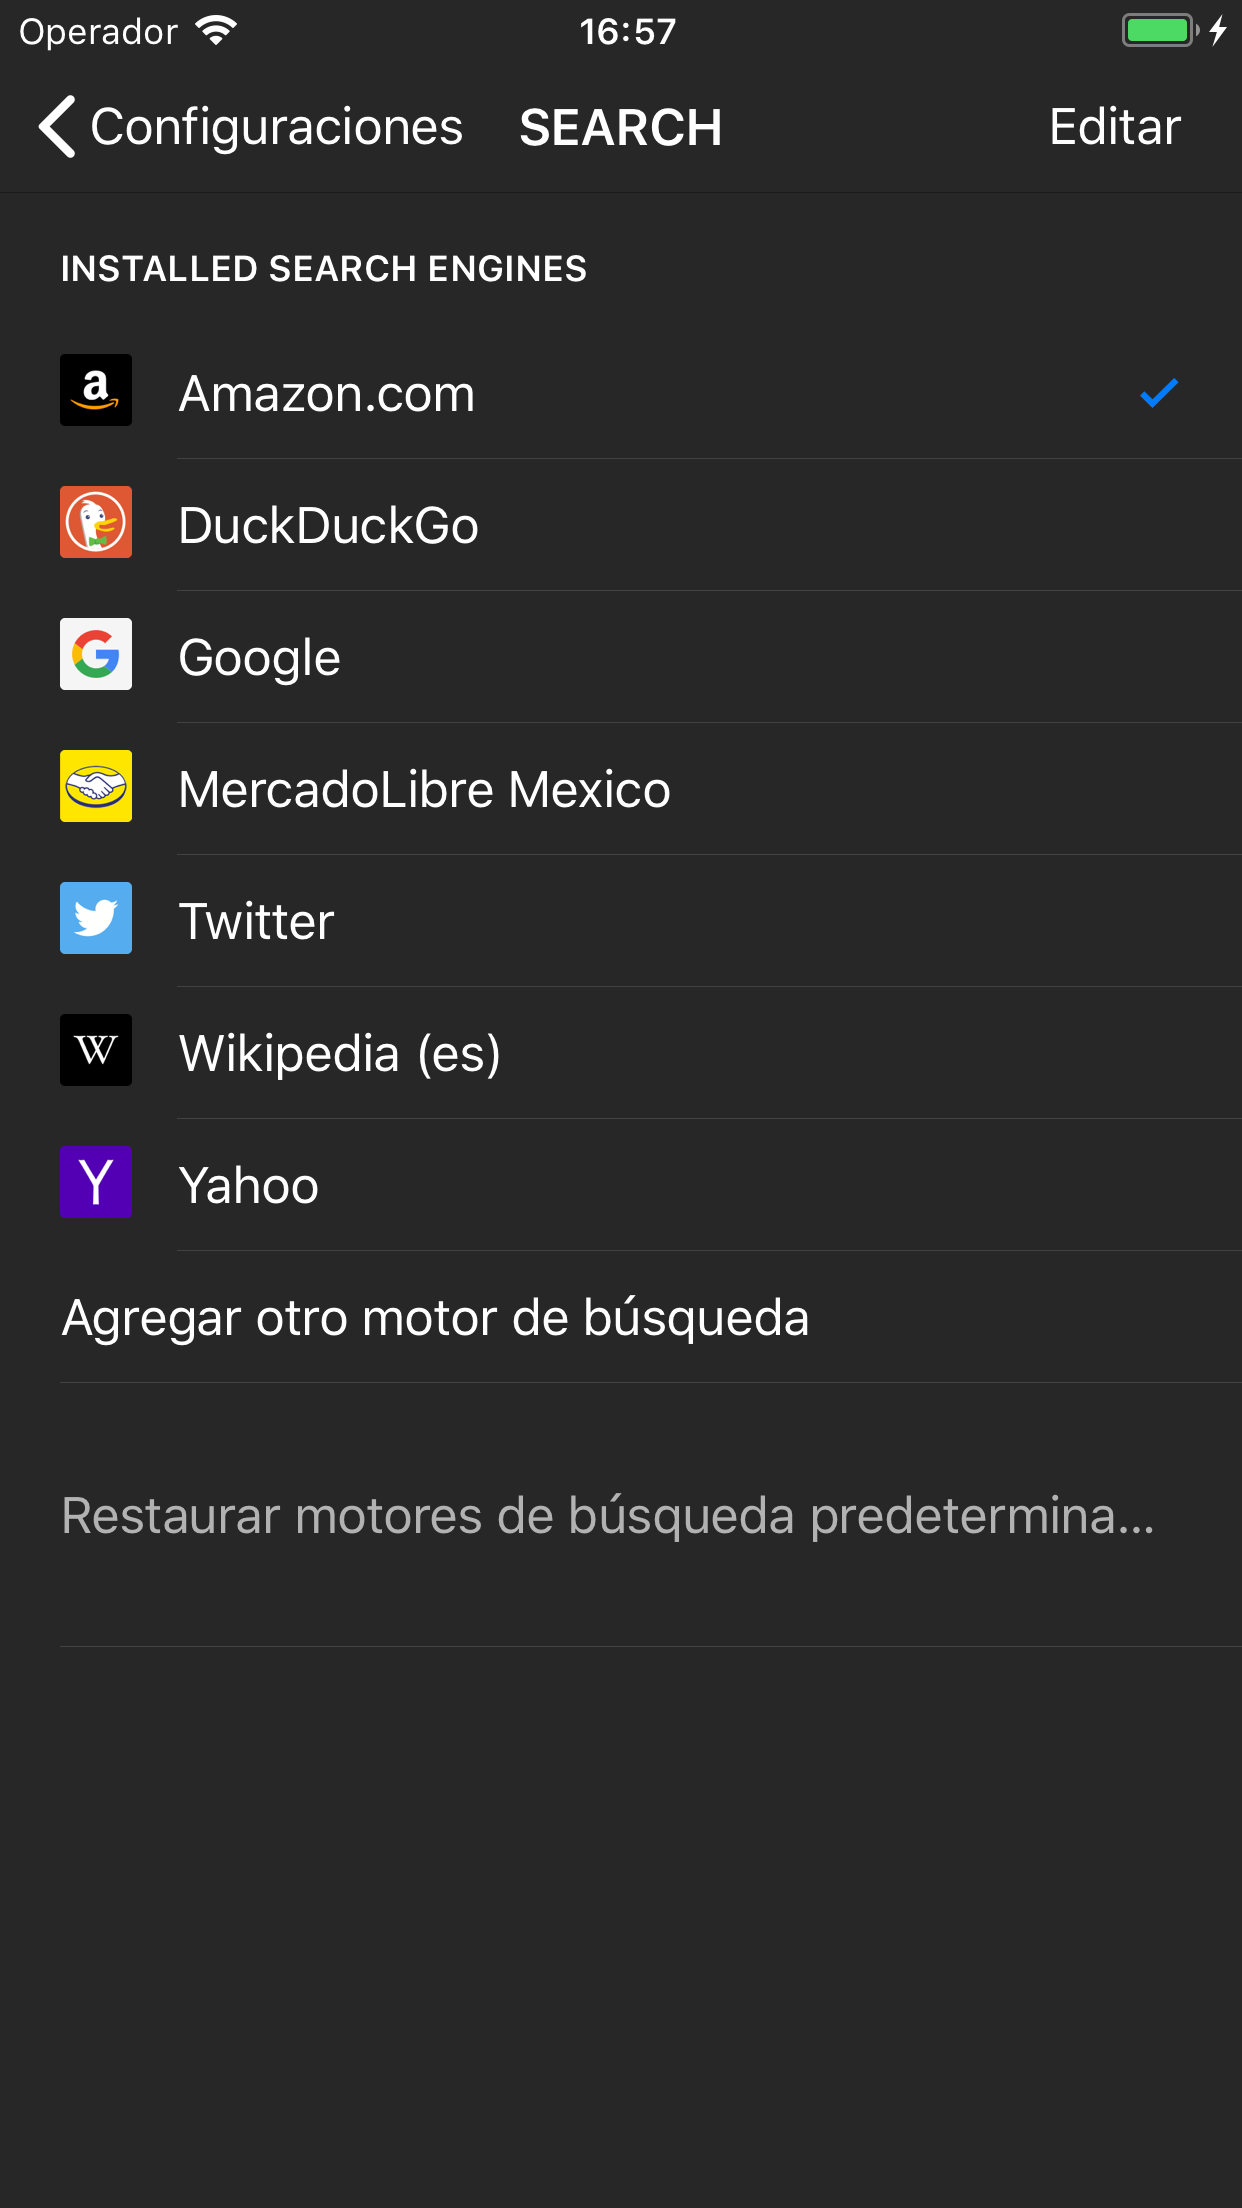 Operador
16:57
Configuraciones
SEARCH
Editar
INSTALLED SEARCH ENGINES
a
Amazon.com
DuckDuckGo
G
Google
MercadoLibre Mexico
Twitter
W
Wikipedia (es)
Y
Yahoo
Agregar otro motor de búsqueda
Restaurar motores de búsqueda predetermina...